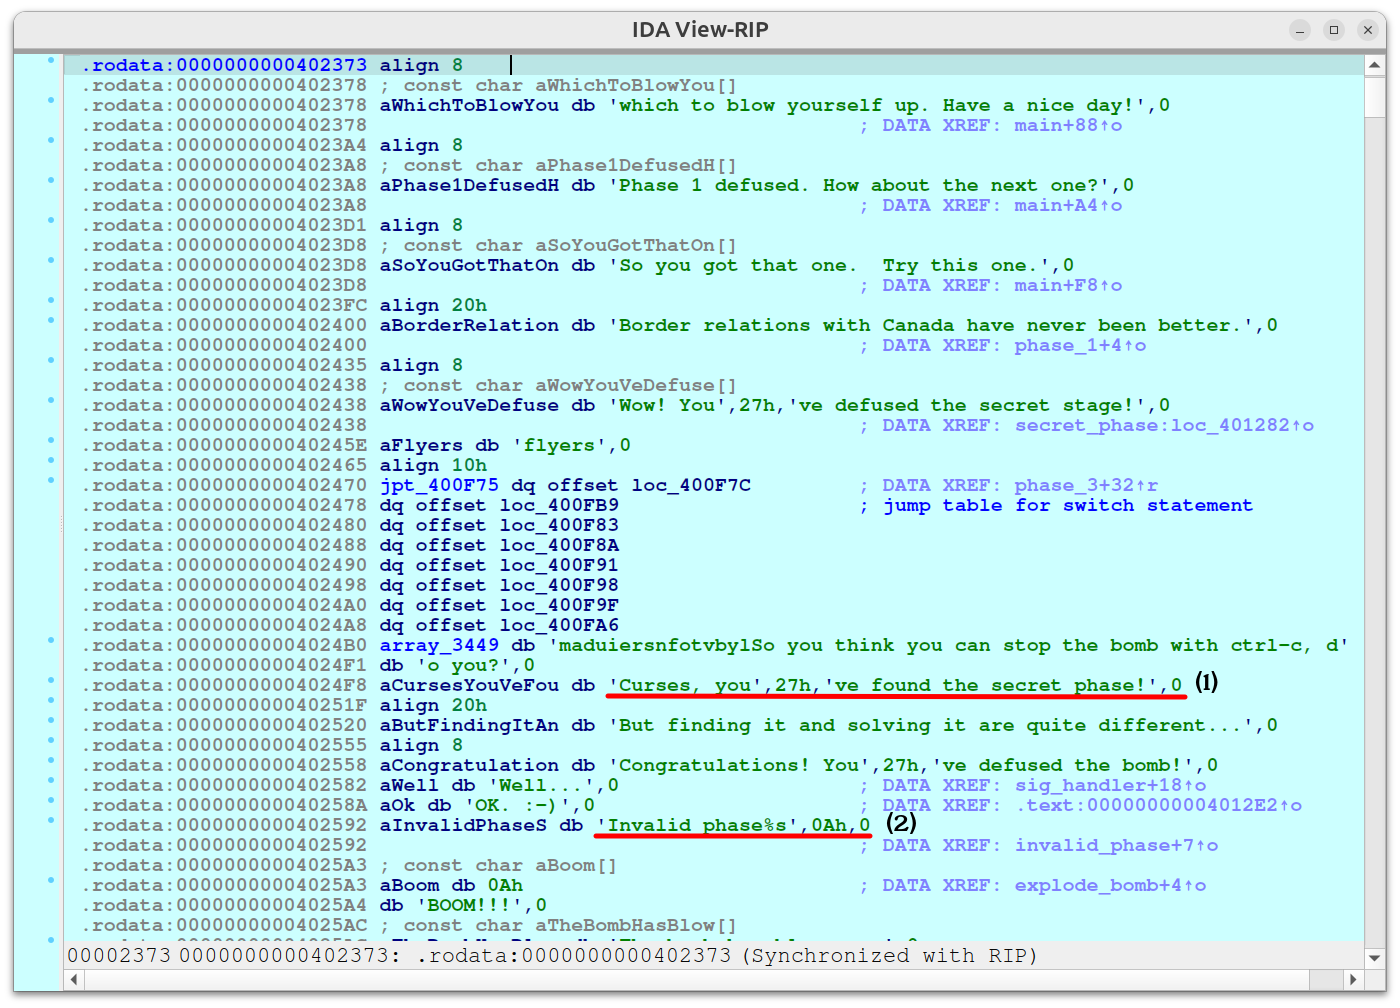 IDA View-RIP
.rodata:0000000000402373 align 8
.rodata:0000000000402378 ; const char aWhichToBlowYou[]
.rodata:0000000000402378 aWhichToBlowYou db 'which to blow yourself up. Have a nice day!',0
.rodata:0000000000402378 ; DATA XREF: main+88↑o
.rodata:00000000004023A4 align 8
.rodata:00000000004023A8 ; const char aPhase1DefusedH[]
.rodata:00000000004023A8 aPhase1DefusedH db 'Phase 1 defused. How about the next one?',0
.rodata:00000000004023A8 ; DATA XREF: main+A4↑o
.rodata:00000000004023D1 align 8
.rodata:00000000004023D8 ; const char aSoYouGotThatOn[]
.rodata:00000000004023D8 aSoYouGotThatOn db 'So you got that one.  Try this one.',0
.rodata:00000000004023D8 ; DATA XREF: main+F8↑o
.rodata:00000000004023FC align 20h
.rodata:0000000000402400 aBorderRelation db 'Border relations with Canada have never been better.',0
.rodata:0000000000402400 ; DATA XREF: phase_1+4↑o
.rodata:0000000000402435 align 8
.rodata:0000000000402438 ; const char aWowYouVeDefuse[]
.rodata:0000000000402438 aWowYouVeDefuse db 'Wow! You',27h,'ve defused the secret stage!',0
.rodata:0000000000402438 ; DATA XREF: secret_phase:loc_401282↑o
.rodata:000000000040245E aFlyers db 'flyers',0
.rodata:0000000000402465 align 10h
.rodata:0000000000402470 jpt_400F75 dq offset loc_400F7C ; DATA XREF: phase_3+32↑r
.rodata:0000000000402478 dq offset loc_400FB9 ; jump table for switch statement
.rodata:0000000000402480 dq offset loc_400F83
.rodata:0000000000402488 dq offset loc_400F8A
.rodata:0000000000402490 dq offset loc_400F91
.rodata:0000000000402498 dq offset loc_400F98
.rodata:00000000004024A0 dq offset loc_400F9F
.rodata:00000000004024A8 dq offset loc_400FA6
.rodata:00000000004024B0 array_3449 db 'maduiersnfotvbylSo you think you can stop the bomb with ctrl-c, d'
.rodata:00000000004024F1 db 'o you?',0
.rodata:00000000004024F8 aCursesYouVeFou db 'Curses, you',27h,'ve found the secret phase!',0 (1)
.rodata:000000000040251F align 20h
.rodata:0000000000402520 aButFindingItAn db 'But finding it and solving it are quite different...',0
.rodata:0000000000402555 align 8
.rodata:0000000000402558 aCongratulation db 'Congratulations! You',27h,'ve defused the bomb!',0
.rodata:0000000000402582 aWell db 'Well...',0 ; DATA XREF: sig_handler+18↑o
.rodata:000000000040258A aOk db 'OK. :-)',0 ; DATA XREF: .text:00000000004012E2↑o
.rodata:0000000000402592 aInvalidPhaseS db 'Invalid phase%s',0Ah,0 (2)
.rodata:0000000000402592 ; DATA XREF: invalid_phase+7↑o
.rodata:00000000004025A3 ; const char aBoom[]
.rodata:00000000004025A3 aBoom db 0Ah ; DATA XREF: explode_bomb+4↑o
.rodata:00000000004025A4 db 'BOOM!!!',0
.rodata:00000000004025AC ; const char aTheBombHasBlow[]
00002373 0000000000402373: .rodata:0000000000402373 (Synchronized with RIP)